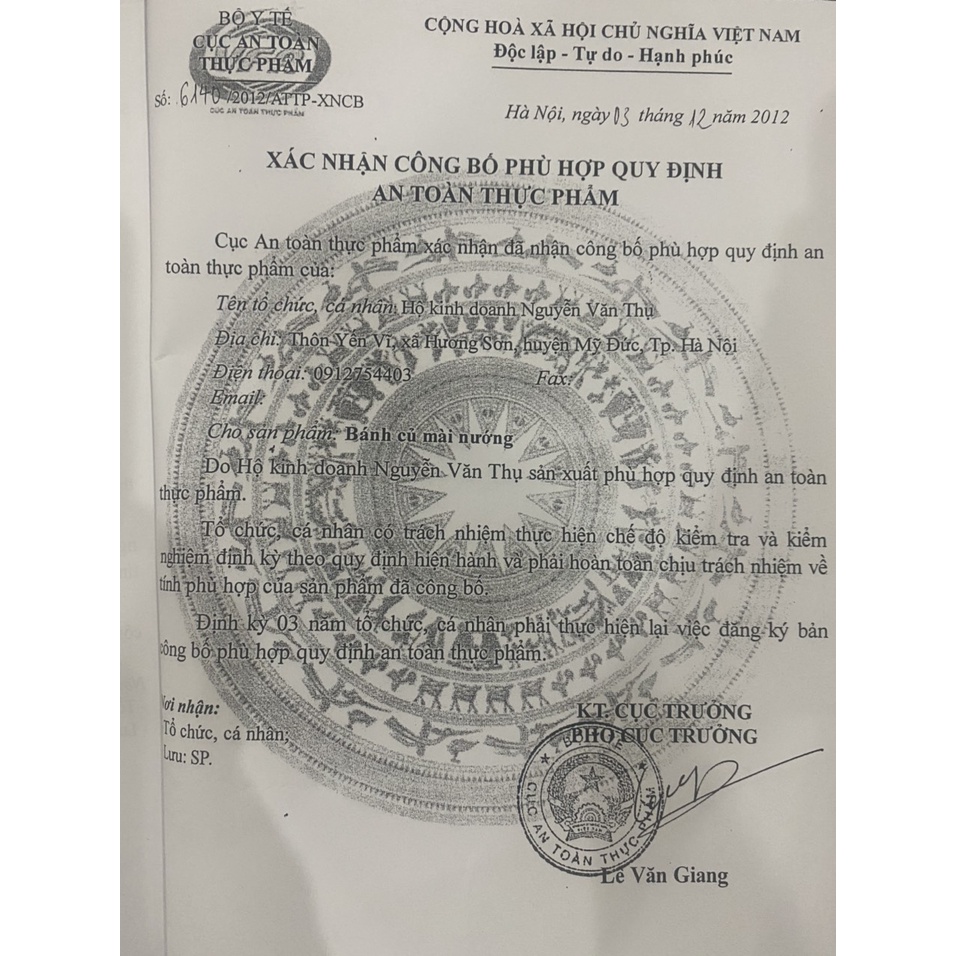 BỘ Y TẾ
CỤC AN TOÀN
THỰC PHẨM
Số: 6140/2012/ATTP-XNCB
CỤC AN TOÀN THỰC PHẨM
CỘNG HOÀ XÃ HỘI CHỦ NGHĨA VIỆT NAM
Độc lập - Tự do - Hạnh phúc
Hà Nội, ngày 03 tháng 12 năm 2012
XÁC NHẬN CÔNG BỐ PHÙ HỢP QUY ĐỊNH
AN TOÀN THỰC PHẨM
Cục An toàn thực phẩm xác nhận đã nhận công bố phù hợp quy định an
toàn thực phẩm của:
Tên tổ chức, cá nhân: Hộ kinh doanh Nguyễn Văn Thụ
Địa chỉ: Thôn Yến Vĩ, xã Hương Sơn, huyện Mỹ Đức, Tp. Hà Nội
Điện thoại: 0912754403 Fax:
Email:
Cho sản phẩm: Bánh củ mài nướng
Do Hộ kinh doanh Nguyễn Văn Thụ sản xuất phù hợp quy định an toàn
thực phẩm.
Tổ chức, cá nhân có trách nhiệm thực hiện chế độ kiểm tra và kiểm
nghiệm định kỳ theo quy định hiện hành và phải hoàn toàn chịu trách nhiệm về
tính phù hợp của sản phẩm đã công bố.
Định kỳ 03 năm tổ chức, cá nhân phải thực hiện lại việc đăng ký bản
công bố phù hợp quy định an toàn thực phẩm.
Nơi nhận:
Tổ chức, cá nhân;
Lưu: SP.
KT. CỤC TRƯỞNG
PHÓ CỤC TRƯỞNG
BỘ Y TẾ
CỤC AN TOÀN THỰC PHẨM
Lê Văn Giang